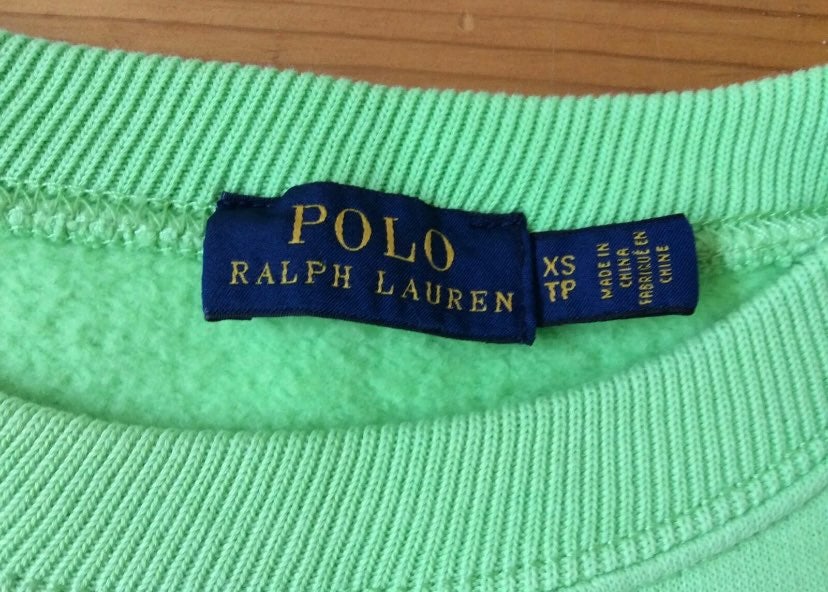 POLO
RALPH LAUREN
XS
TP
MADE IN
CHINA
FABRIQUÉ EN
CHINE